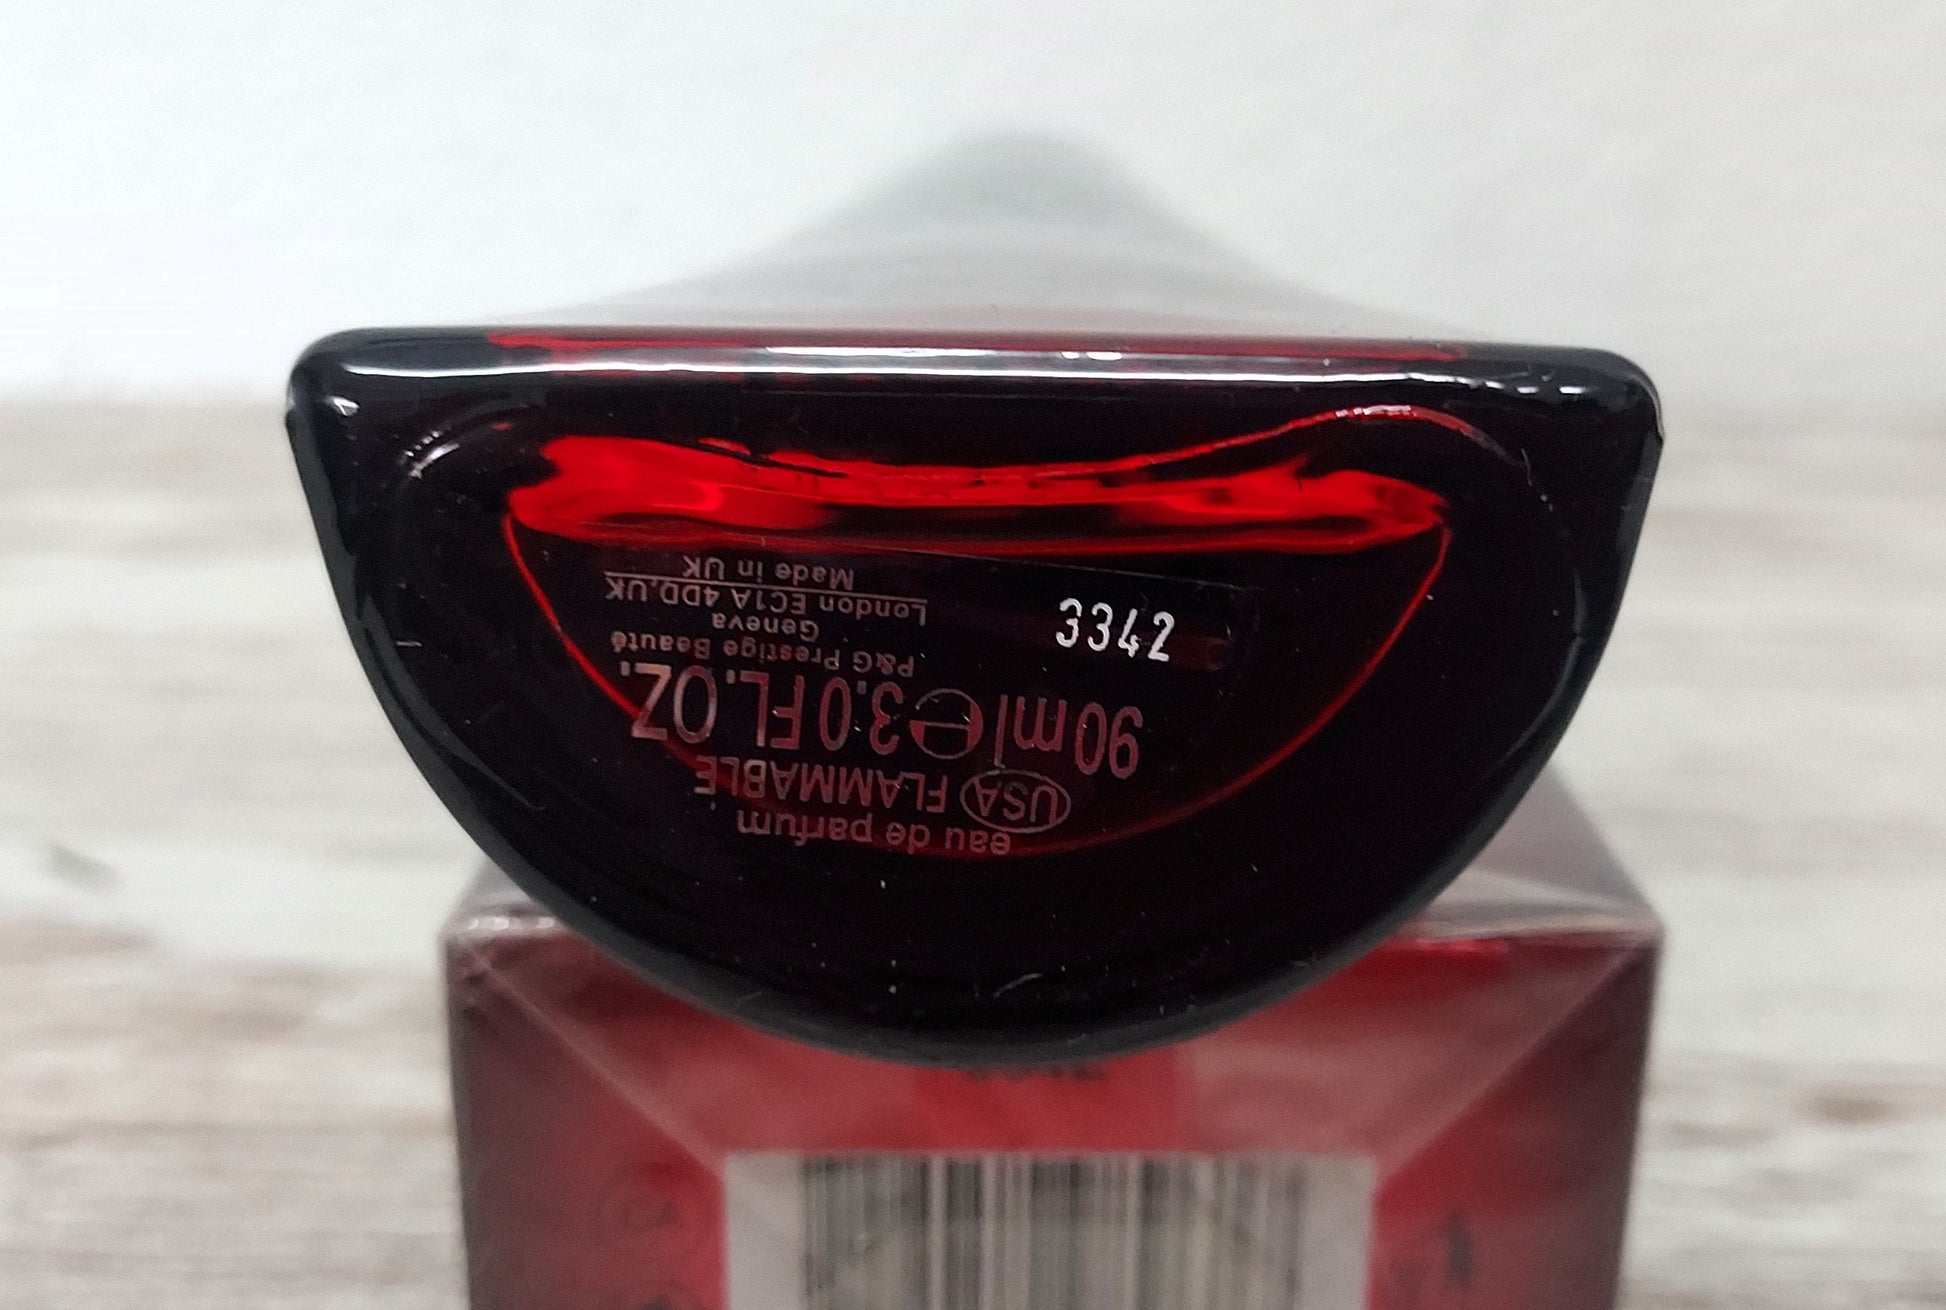 3342
eau de parfum
USA FLAMMABLE
90ml ℮ 3.0 FL.OZ.
P&G Prestige Beauté
Geneva
London EC1A 4DD,UK
Made in UK